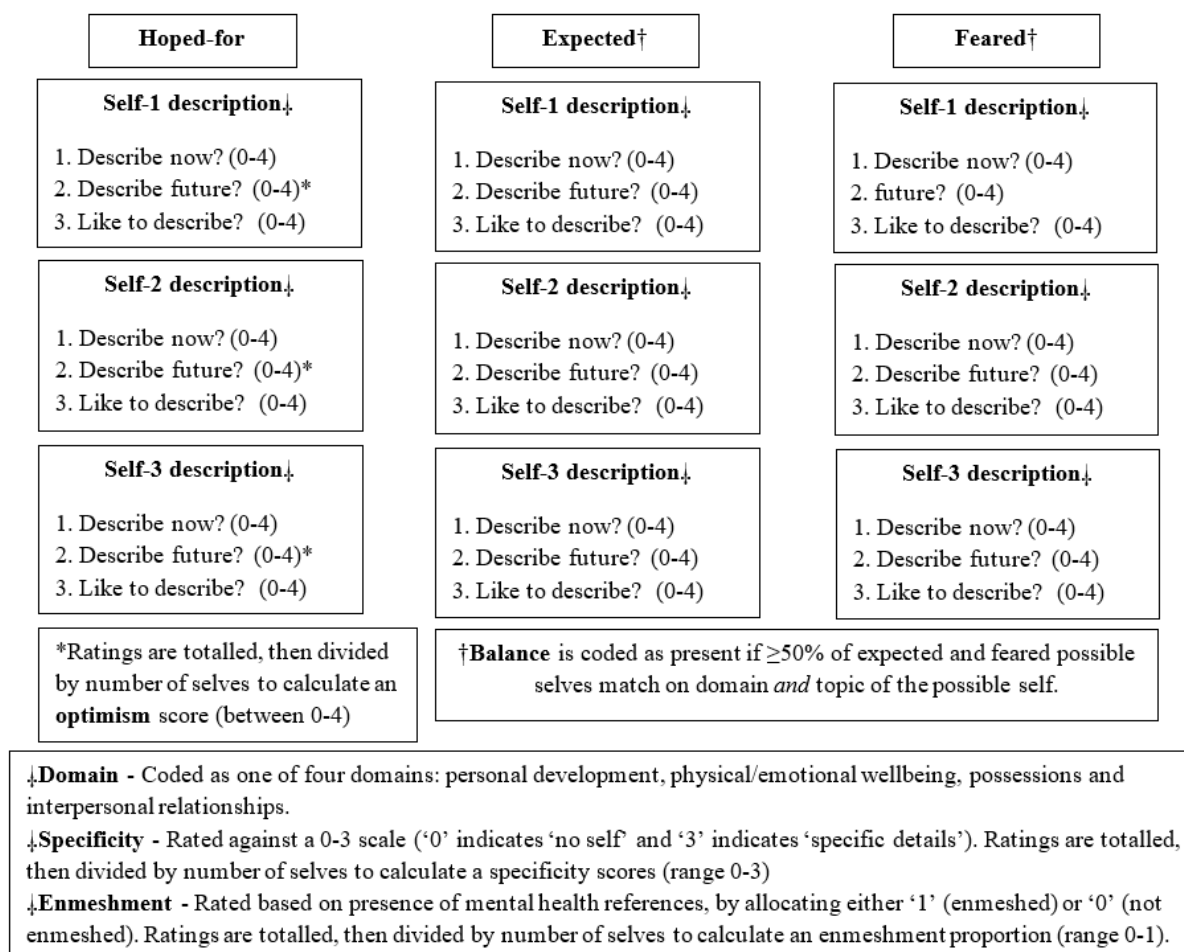 Hoped-for
Expected†
Feared†
Self-1 description⸸
1. Describe now? (0-4)
2. Describe future? (0-4)*
3. Like to describe? (0-4)
Self-1 description⸸
1. Describe now? (0-4)
2. Describe future? (0-4)
3. Like to describe? (0-4)
Self-1 description⸸
1. Describe now? (0-4)
2. future? (0-4)
3. Like to describe? (0-4)
Self-2 description⸸
1. Describe now? (0-4)
2. Describe future? (0-4)*
3. Like to describe? (0-4)
Self-2 description⸸
1. Describe now? (0-4)
2. Describe future? (0-4)
3. Like to describe? (0-4)
Self-2 description⸸
1. Describe now? (0-4)
2. Describe future? (0-4)
3. Like to describe? (0-4)
Self-3 description⸸
1. Describe now? (0-4)
2. Describe future? (0-4)*
3. Like to describe? (0-4)
Self-3 description⸸
1. Describe now? (0-4)
2. Describe future? (0-4)
3. Like to describe? (0-4)
Self-3 description⸸
1. Describe now? (0-4)
2. Describe future? (0-4)
3. Like to describe? (0-4)
*Ratings are totalled, then divided
by number of selves to calculate an
optimism score (between 0-4)
†Balance is coded as present if ≥50% of expected and feared possible
selves match on domain and topic of the possible self.
⸸Domain - Coded as one of four domains: personal development, physical/emotional wellbeing, possessions and
interpersonal relationships.
⸸Specificity - Rated against a 0-3 scale (‘0’ indicates ‘no self’ and ‘3’ indicates ‘specific details’). Ratings are totalled,
then divided by number of selves to calculate a specificity scores (range 0-3)
⸸Enmeshment - Rated based on presence of mental health references, by allocating either ‘1’ (enmeshed) or ‘0’ (not
enmeshed). Ratings are totalled, then divided by number of selves to calculate an enmeshment proportion (range 0-1).